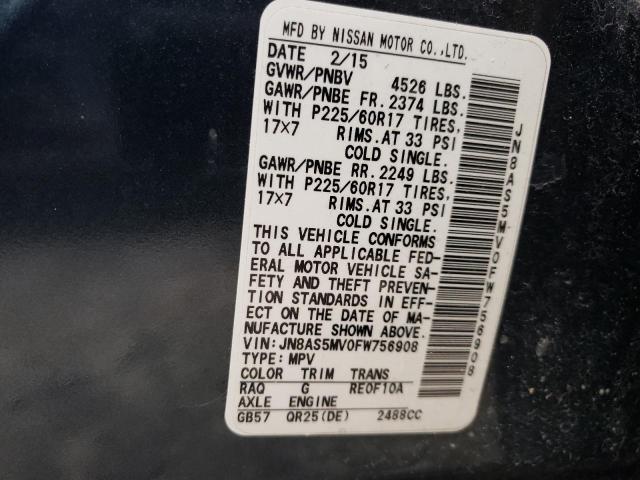 MFD BY NISSAN MOTOR CO.,LTD.
DATE 2/15
GVWR/PNBV 4526 LBS.
GAWR/PNBE FR. 2374 LBS.
WITH P225/60R17 TIRES,
17×7 RIMS.AT 33 PSI
COLD SINGLE.
GAWR/PNBE RR. 2249 LBS.
WITH P225/60R17 TIRES,
17×7 RIMS.AT 33 PSI
COLD SINGLE.
THIS VEHICLE CONFORMS
TO ALL APPLICABLE FED-
ERAL MOTOR VEHICLE SA-
FETY AND THEFT PREVEN-
TION STANDARDS IN EFF-
ECT ON THE DATE OF MA-
NUFACTURE SHOWN ABOVE.
VIN:JN8AS5MV0FW756908
TYPE:MPV
COLOR TRIM TRANS
RAQ G RE0F10A
AXLE ENGINE
GB57 QR25(DE) 2488CC
JN8AS5MV0FW756908